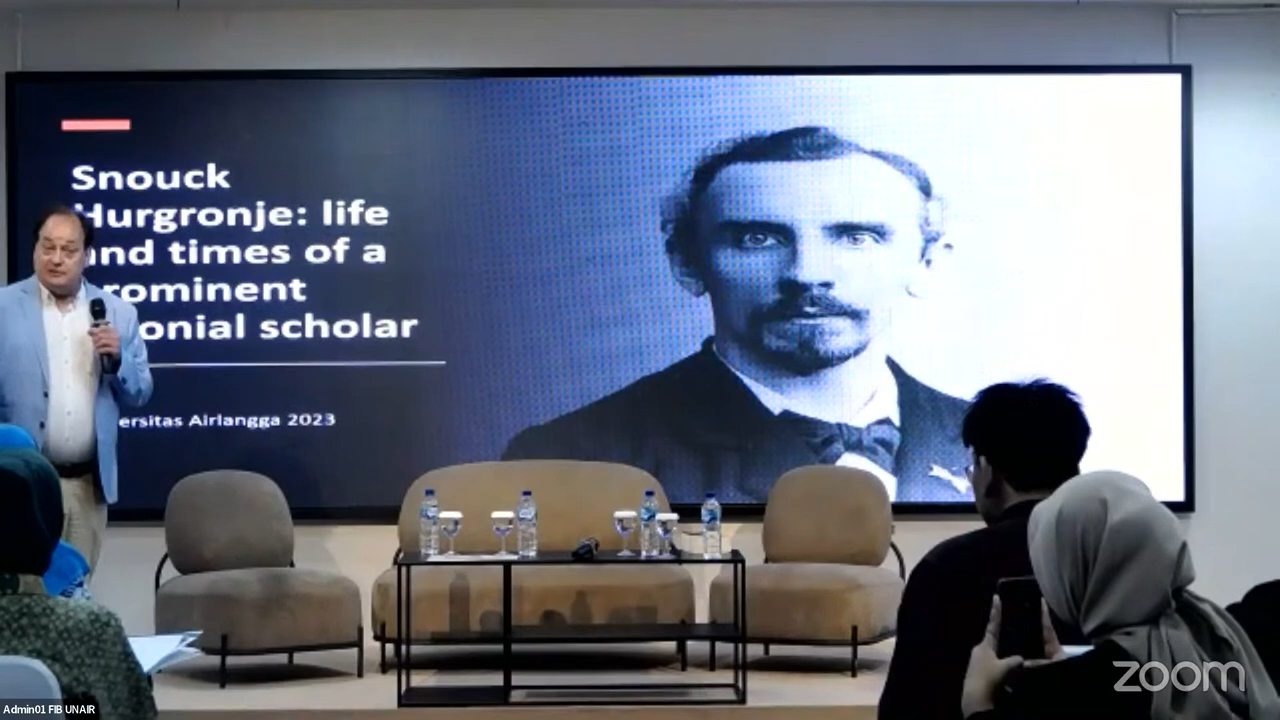 Snouck
Hurgronje: life
and times of a
rominent
onial scholar
ersitas Airlangga 2023
zoom
Admin01 FIB UNAIR